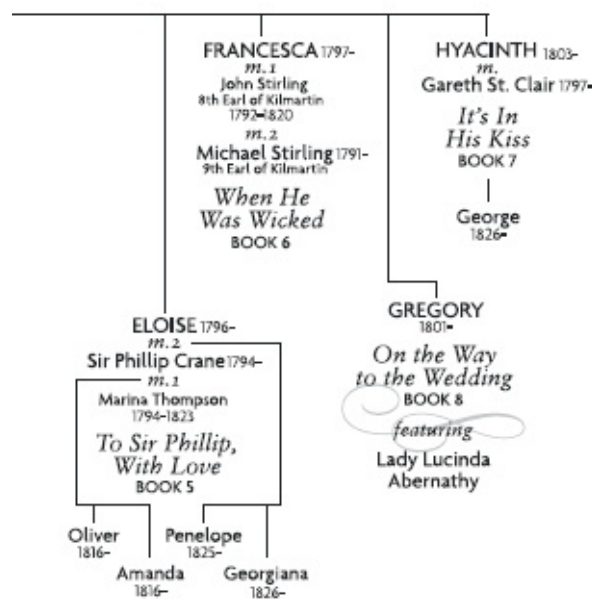 FRANCESCA 1797-
m.1
John Stirling
8th Earl of Kilmartin
1792-1820
m.2
Michael Stirling 1791-
9th Earl of Kilmartin
When He
Was Wicked
BOOK 6
HYACINTH 1803-
m.
Gareth St. Clair 1797-
It's In
His Kiss
BOOK 7
George
1826-
ELOISE 1796-
m.2
Sir Phillip Crane 1794-
m.1
Marina Thompson
1794-1823
To Sir Phillip,
With Love
BOOK 5
Oliver
1816-
Amanda
1816-
Penelope
1825-
Georgiana
1826-
GREGORY
1801-
On the Way
to the Wedding
BOOK 8
featuring
Lady Lucinda
Abernathy